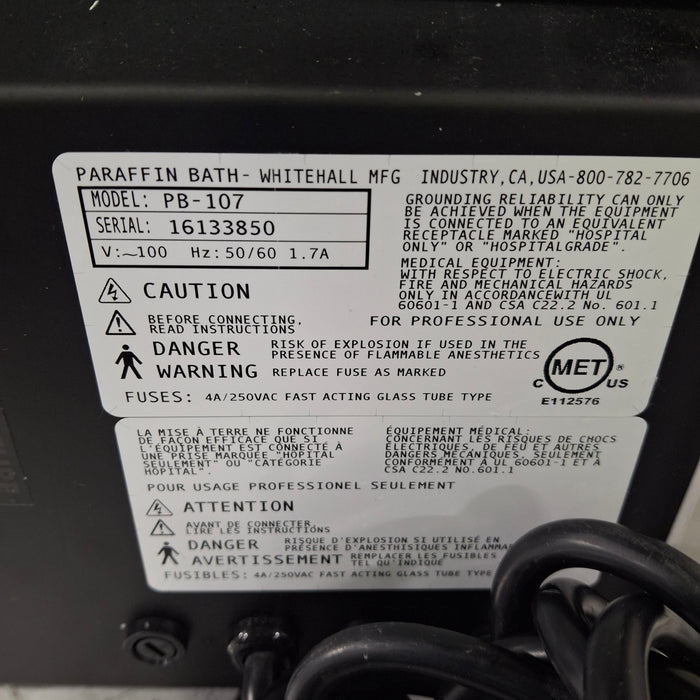 PARAFFIN BATH- WHITEHALL MFG INDUSTRY,CA,USA-800-782-7706
MODEL: PB-107
SERIAL: 16133850
V:~100 Hz:50/60 1.7A
GROUNDING RELIABILITY CAN ONLY
BE ACHIEVED WHEN THE EQUIPMENT
IS CONNECTED TO AN EQUIVALENT
RECEPTACLE MARKED "HOSPITAL
ONLY" OR "HOSPITALGRADE".
MEDICAL EQUIPMENT:
WITH RESPECT TO ELECTRIC SHOCK,
FIRE AND MECHANICAL HAZARDS
ONLY IN ACCORDANCEWITH UL
60601-1 AND CSA C22.2 No. 601.1
CAUTION
BEFORE CONNECTING,
READ INSTRUCTIONS
FOR PROFESSIONAL USE ONLY
DANGER RISK OF EXPLOSION IF USED IN THE
PRESENCE OF FLAMMABLE ANESTHETICS
WARNING REPLACE FUSE AS MARKED
FUSES: 4A/250VAC FAST ACTING GLASS TUBE TYPE
C MET ® US
E112576
LA MISE À TERRE NE FONCTIONNE
DE FAÇON EFFICACE QUE SI
L'ÉQUIPEMENT EST CONNECTÉ À
UNE PRISE MARQUÉE "HÔPITAL
SEULEMENT" OU "CATÉGORIE
HÔPITAL".
ÉQUIPEMENT MÉDICAL:
CONCERNANT LES RISQUES DE CHOCS
ÉLECTRIQUES, DE FEU ET AUTRES
DANGERS MÉCANIQUES, SEULEMENT
CONFORMÉMENT À UL 60601-1 ET À
CSA C22.2 NO.601.1
POUR USAGE PROFESSIONEL SEULEMENT
ATTENTION
AVANT DE CONNECTER
LIRE LES INSTRUCTIONS
DANGER RISQUE D'EXPLOSION SI UTILISÉ EN
PRÉSENCE D'ANESTHÉSIQUES
AVERTISSEMENT REMPLACER LES FUSIBLES
TEL QU'INDIQUÉ
FUSIBLES: 4A/250VAC FAST ACTING GLASS TUBE TYPE